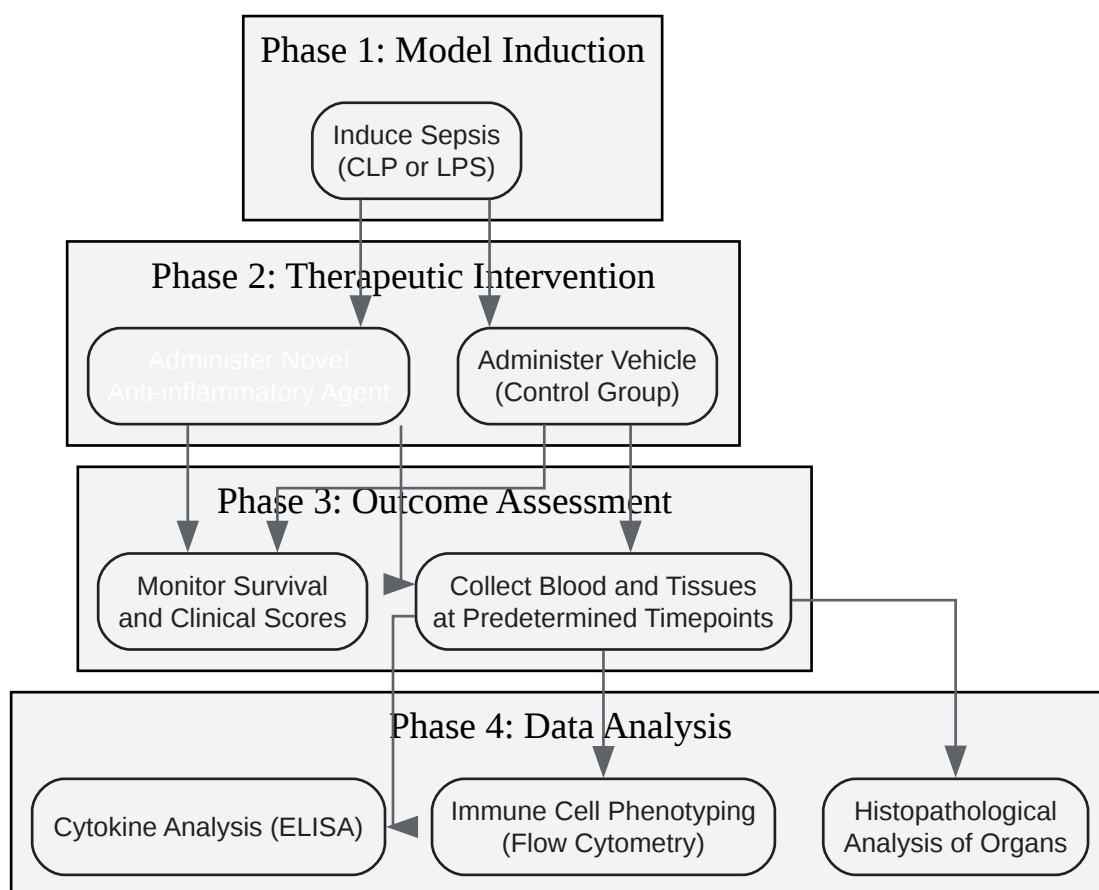 Phase 1: Model Induction
Induce Sepsis
(CLP or LPS)
Phase 2: Therapeutic Intervention
Administer Novel
Anti-inflammatory Agent
Administer Vehicle
(Control Group)
Phase 3: Outcome Assessment
Monitor Survival
and Clinical Scores
Collect Blood and Tissues
at Predetermined Timepoints
Phase 4: Data Analysis
Cytokine Analysis (ELISA)
Immune Cell Phenotyping
(Flow Cytometry)
Histopathological
Analysis of Organs